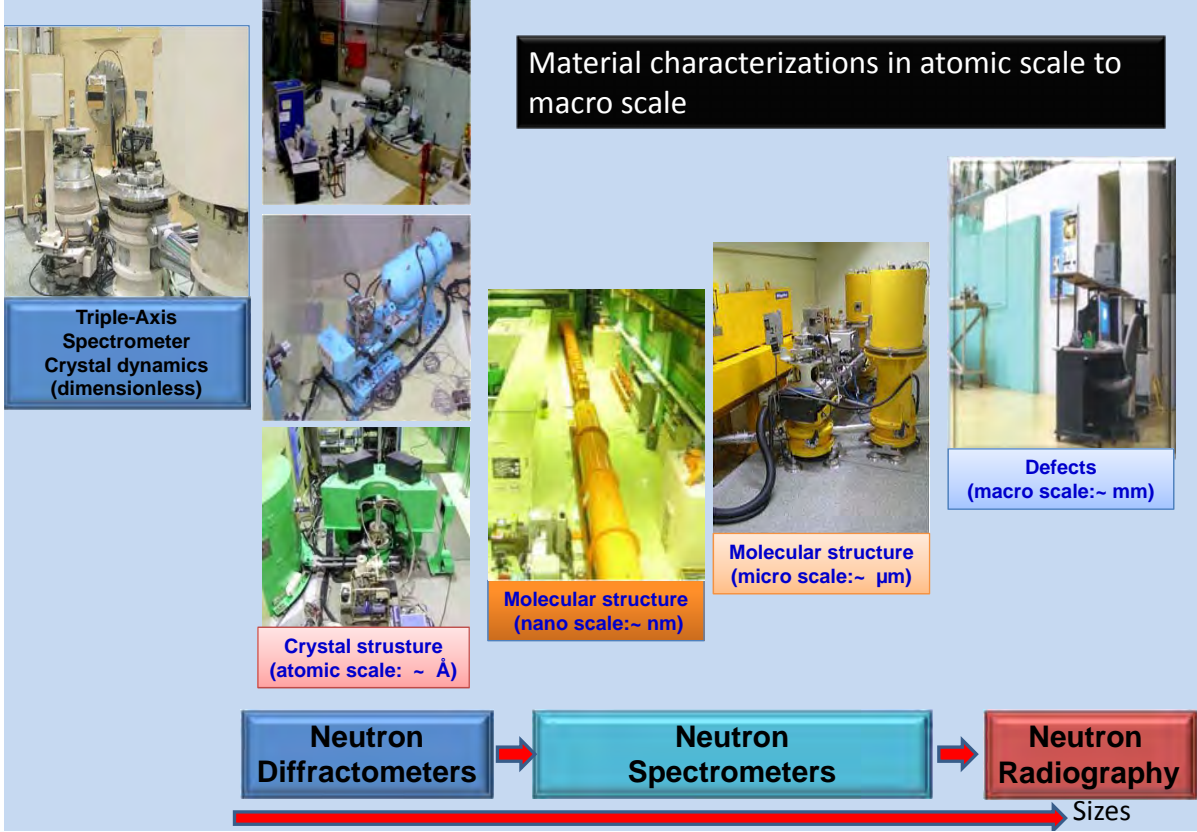 Material characterizations in atomic scale to
macro scale
Triple-Axis
Spectrometer
Crystal dynamics
(dimensionless)
Defects
(macro scale:~ mm)
Molecular structure
(micro scale:~ µm)
Molecular structure
(nano scale:~ nm)
Crystal strusture
(atomic scale: ~ Å)
Neutron
Diffractometers
Neutron
Spectrometers
Neutron
Radiography
Sizes